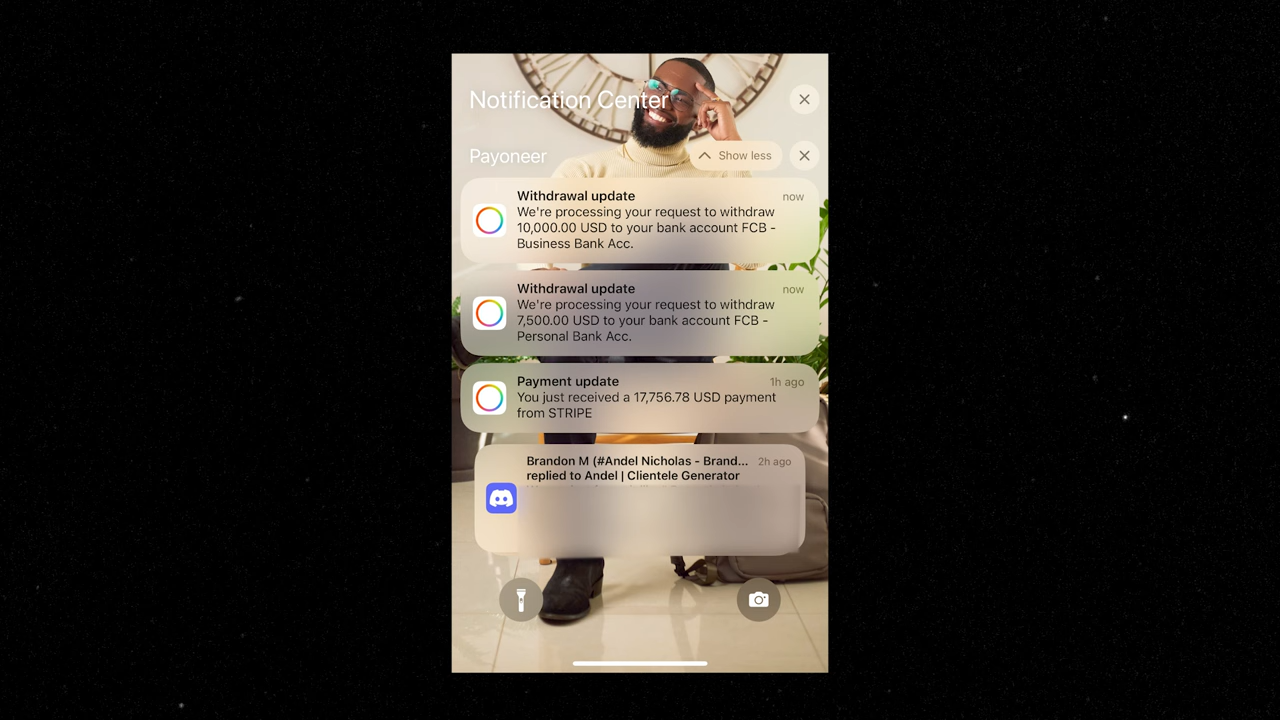 Notification Center
Payoneer
Show less
Withdrawal update
now
We're processing your request to withdraw
10,000.00 USD to your bank account FCB -
Business Bank Acc.
Withdrawal update
now
We're processing your request to withdraw
7,500.00 USD to your bank account FCB -
Personal Bank Acc.
Payment update
1h ago
You just received a 17,756.78 USD payment
from STRIPE
Brandon M (#Andel Nicholas - Brand...
2h ago
replied to Andel | Clientele Generator